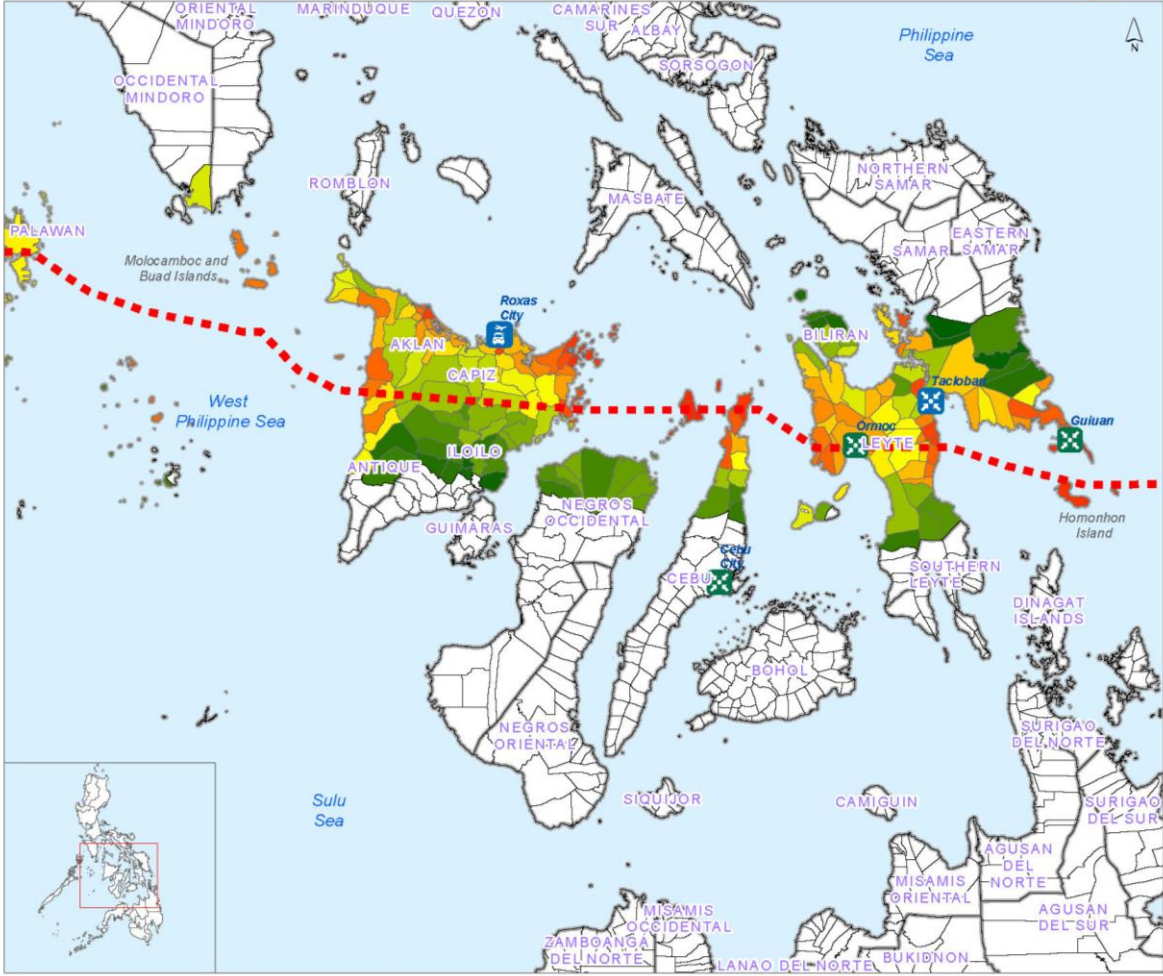 ORIENTAL
MINDORO
MARINDUQUE
QUEZON
CAMARINES
SUR
ALBAY
SORSOGON
Philippine
Sea
N
OCCIDENTAL
MINDORO
ROMBLON
MASBATE
NORTHERN
SAMAR
SAMAR
EASTERN
SAMAR
PALAWAN
Molocamboc and
Buad Islands
Roxas
City
AKLAN
CAPIZ
BILIRAN
Tacloban
West
Philippine Sea
Ormoc
LEYTE
Guiuan
ILOILO
ANTIQUE
GUIMARAS
NEGROS
OCCIDENTAL
Homonhon
Island
Cebu
City
CEBU
SOUTHERN
LEYTE
DINAGAT
ISLANDS
BOHOL
NEGROS
ORIENTAL
SURIGAO
DEL NORTE
Sulu
Sea
SIQUIJOR
CAMIGUIN
SURIGAO
DEL SUR
AGUSAN
DEL
NORTE
MISAMIS
ORIENTAL
AGUSAN
DEL SUR
MISAMIS
OCCIDENTAL
ZAMBOANGA
DEL NORTE
LANAO DEL NORTE
BUKIDNON